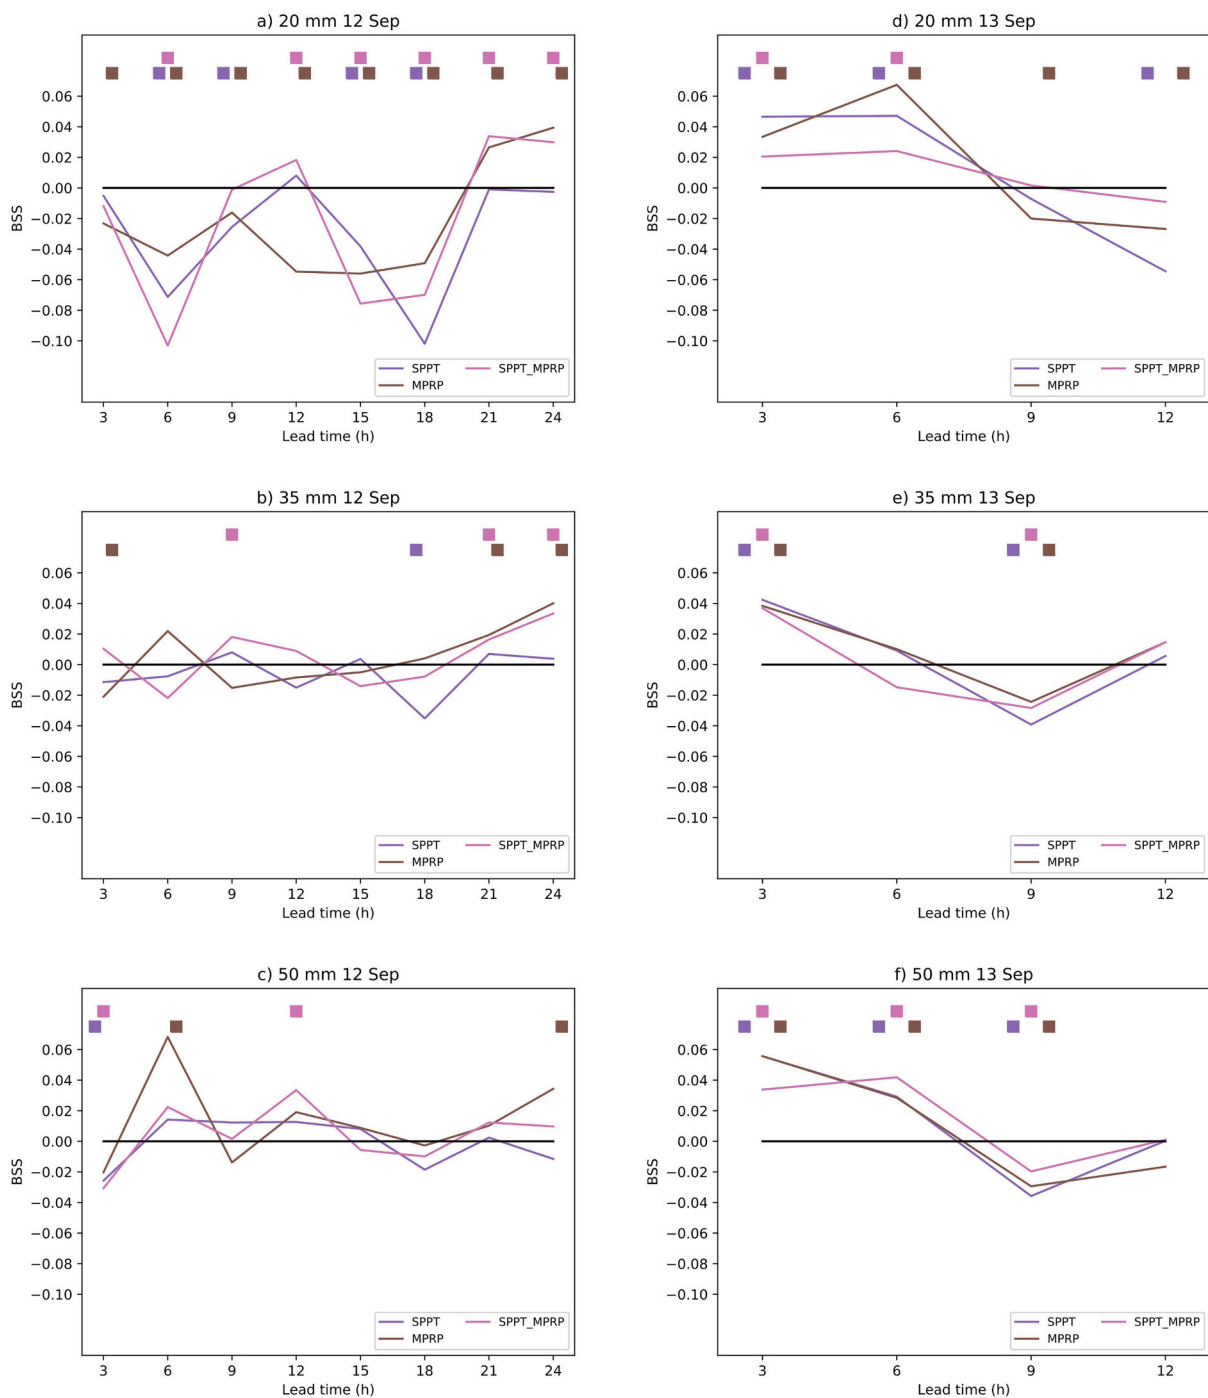 a) 20 mm 12 Sep
BSS
0.06
0.04
0.02
0.00
−0.02
−0.04
−0.06
−0.08
−0.10
3 6 9 12 15 18 21 24
Lead time (h)
SPPT
MPRP
SPPT_MPRP
d) 20 mm 13 Sep
BSS
0.06
0.04
0.02
0.00
−0.02
−0.04
−0.06
−0.08
−0.10
3 6 9 12
Lead time (h)
SPPT
MPRP
SPPT_MPRP
b) 35 mm 12 Sep
BSS
0.06
0.04
0.02
0.00
−0.02
−0.04
−0.06
−0.08
−0.10
3 6 9 12 15 18 21 24
Lead time (h)
SPPT
MPRP
SPPT_MPRP
e) 35 mm 13 Sep
BSS
0.06
0.04
0.02
0.00
−0.02
−0.04
−0.06
−0.08
−0.10
3 6 9 12
Lead time (h)
SPPT
MPRP
SPPT_MPRP
c) 50 mm 12 Sep
BSS
0.06
0.04
0.02
0.00
−0.02
−0.04
−0.06
−0.08
−0.10
3 6 9 12 15 18 21 24
Lead time (h)
SPPT
MPRP
SPPT_MPRP
f) 50 mm 13 Sep
BSS
0.06
0.04
0.02
0.00
−0.02
−0.04
−0.06
−0.08
−0.10
3 6 9 12
Lead time (h)
SPPT
MPRP
SPPT_MPRP